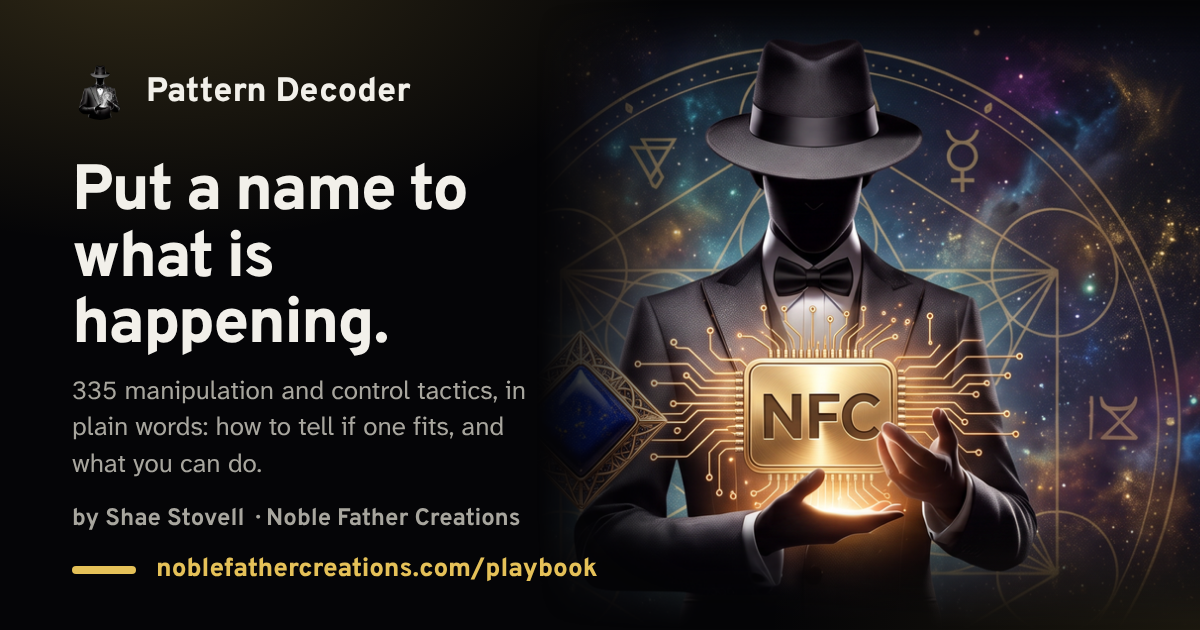 Pattern Decoder
Put a name to
what is
happening.
335 manipulation and control tactics, in
plain words: how to tell if one fits, and
what you can do.
by Shae Stovell · Noble Father Creations
noblefathercreations.com/playbook
NFC